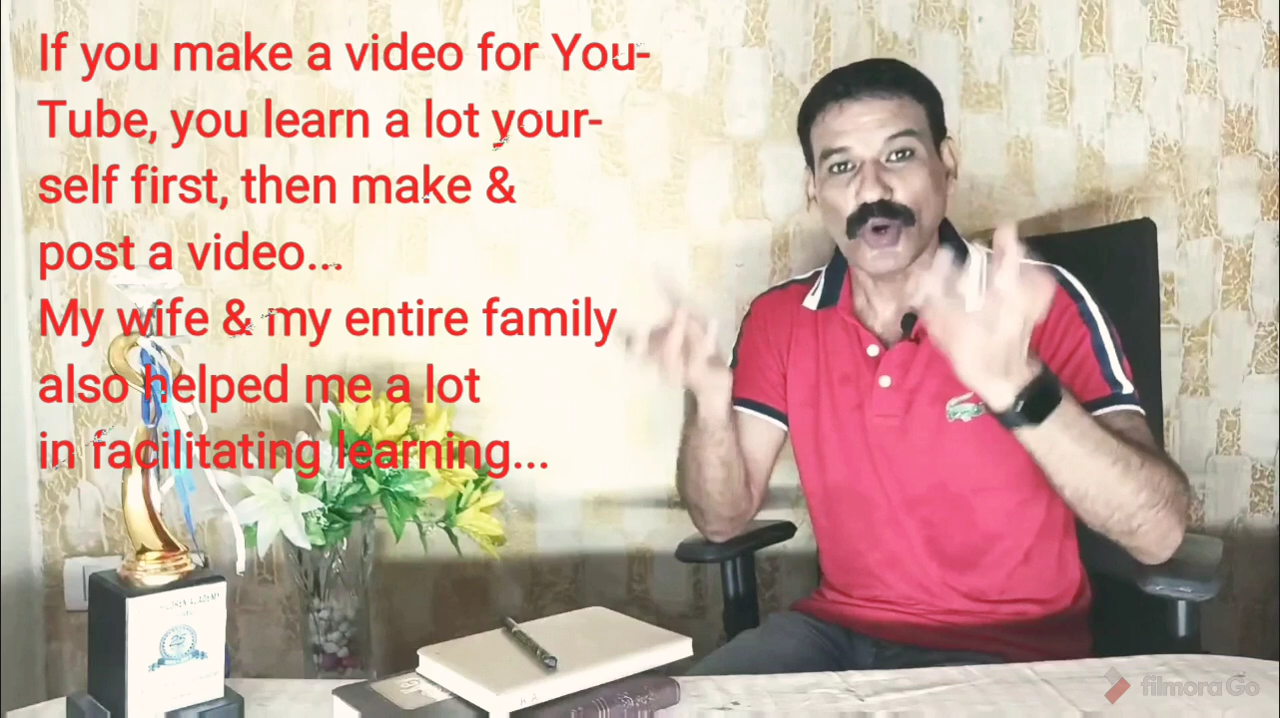 If you make a video for You-
Tube, you learn a lot your-
self first, then make &
post a video...
My wife & my entire family
also helped me a lot
in facilitating learning...
filmoraGo